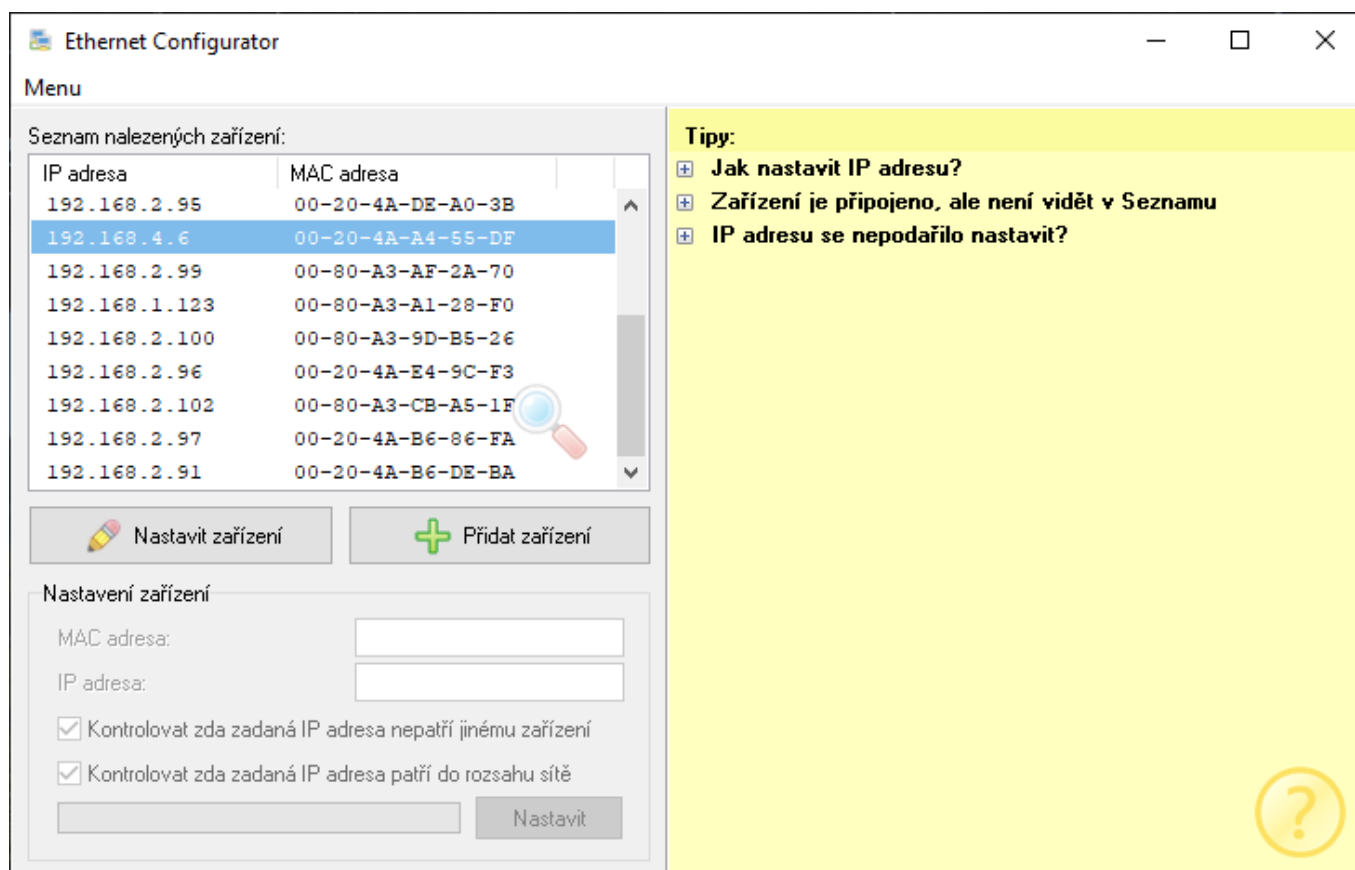 Ethernet Configurator
Menu
Seznam nalezených zařízení:
IP adresa MAC adresa
192.168.2.95 00-20-4A-DE-A0-3B
192.168.4.6 00-20-4A-A4-55-DF
192.168.2.99 00-80-A3-AF-2A-70
192.168.1.123 00-80-A3-A1-28-F0
192.168.2.100 00-80-A3-9D-B5-26
192.168.2.96 00-20-4A-E4-9C-F3
192.168.2.102 00-80-A3-CB-A5-1F
192.168.2.97 00-20-4A-B6-86-FA
192.168.2.91 00-20-4A-B6-DE-BA
Nastavit zařízení Přidat zařízení
Nastavení zařízení
MAC adresa:
IP adresa:
Kontrolovat zda zadaná IP adresa nepatří jinému zařízení
Kontrolovat zda zadaná IP adresa patří do rozsahu sítě
Nastavit
Tipy:
Jak nastavit IP adresu?
Zařízení je připojeno, ale není vidět v Seznamu
IP adresu se nepodařilo nastavit?
?